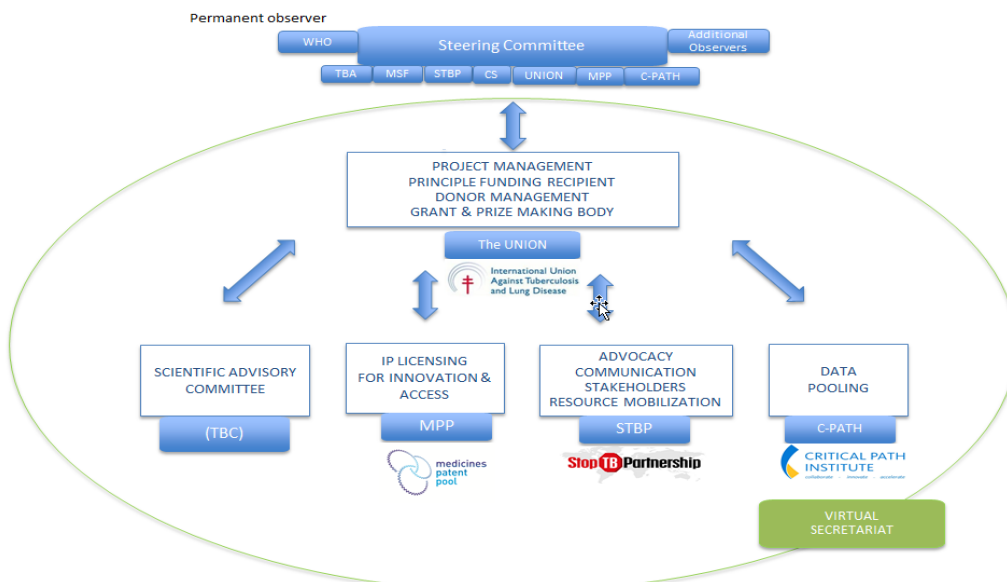 Permanent observer
WHO
Steering Committee
Additional
Observers
TBA
MSF
STBP
CS
UNION
MPP
C-PATH
PROJECT MANAGEMENT
PRINCIPLE FUNDING RECIPIENT
DONOR MANAGEMENT
GRANT & PRIZE MAKING BODY
The UNION
International Union
Against Tuberculosis
and Lung Disease
SCIENTIFIC ADVISORY
COMMITTEE
(TBC)
IP LICENSING
FOR INNOVATION &
ACCESS
MPP
medicines
patent
pool
ADVOCACY
COMMUNICATION
STAKEHOLDERS
RESOURCE MOBILIZATION
STBP
Stop TB Partnership
DATA
POOLING
C-PATH
CRITICAL PATH
INSTITUTE
collaborate - innovate - accelerate
VIRTUAL
SECRETARIAT